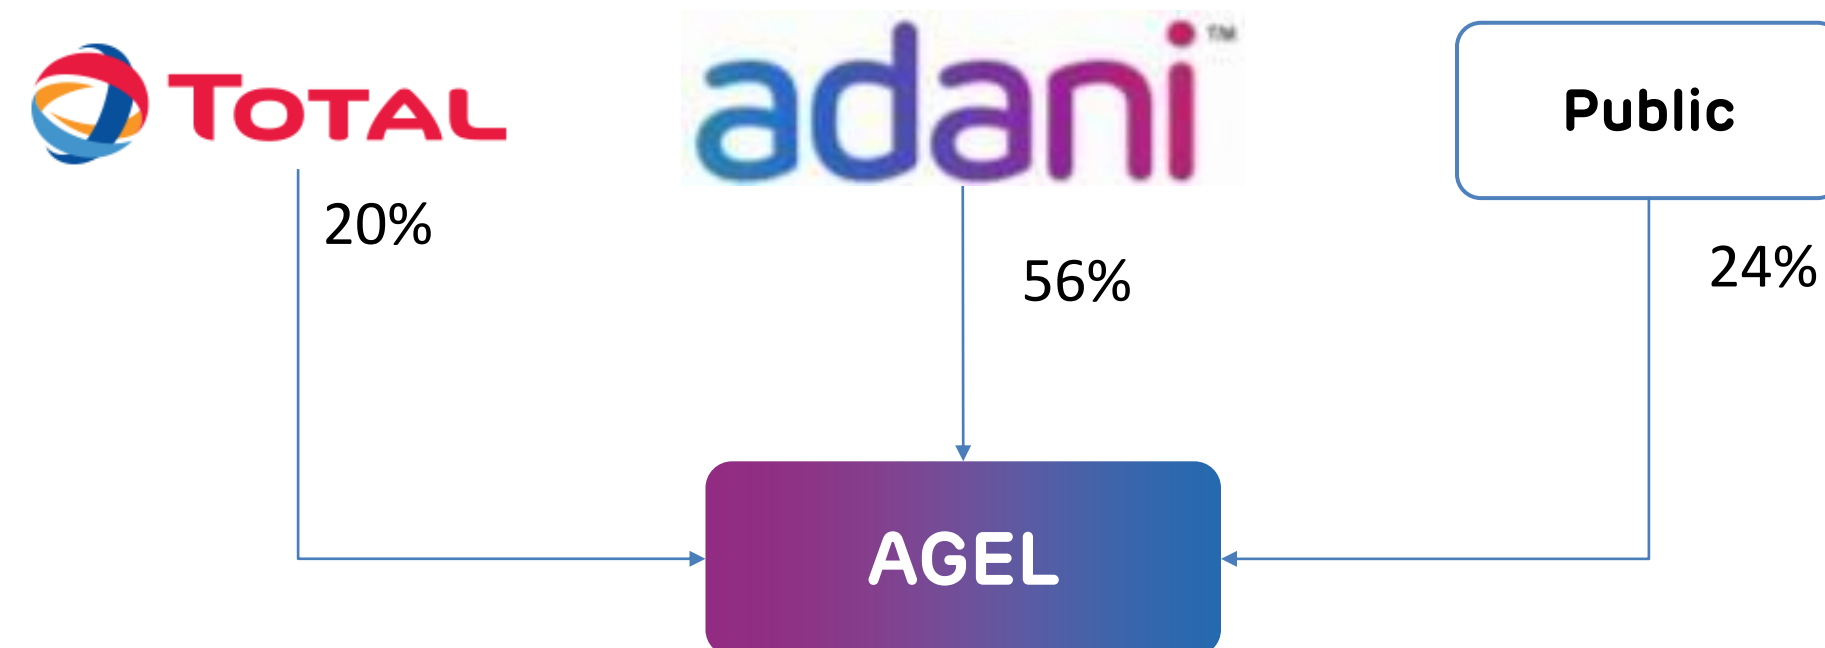 TOTAL
adani™
Public
20%
56%
24%
AGEL